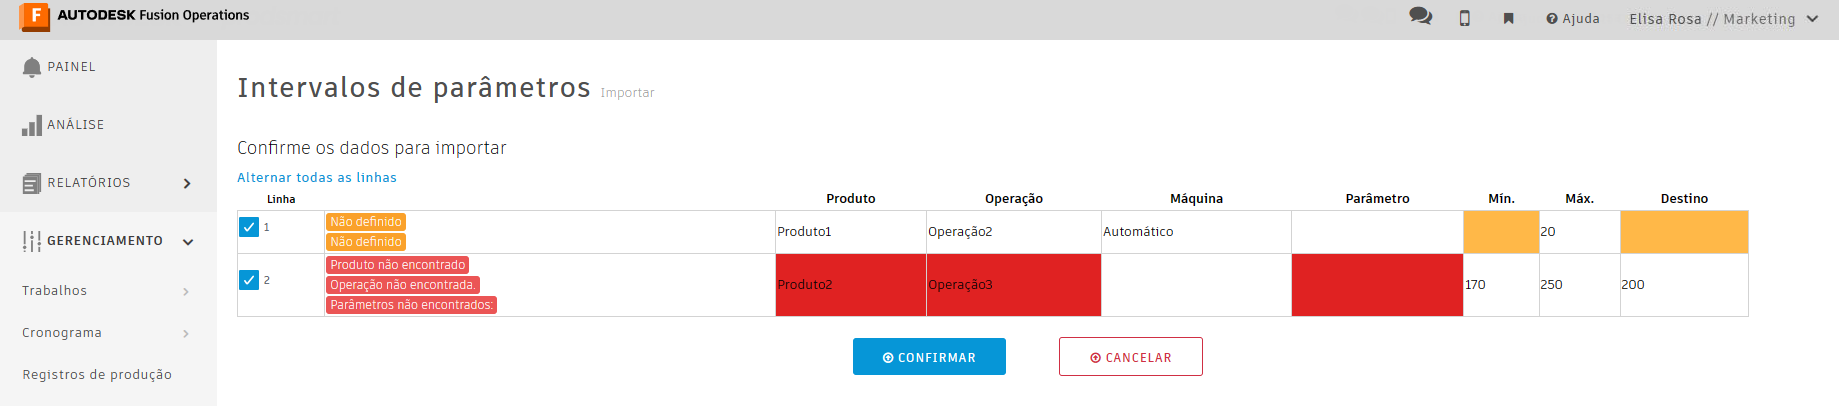 F AUTODESK Fusion Operations
Ajuda
Elisa Rosa // Marketing
PAINEL
ANÁLISE
RELATÓRIOS
GERENCIAMENTO
Trabalhos
Cronograma
Registros de produção
Intervalos de parâmetros Importar
Confirme os dados para importar
Alternar todas as linhas
Linha Produto Operação Máquina Parâmetro Mín. Máx. Destino
1 Não definido
Não definido
Produto1 Operação2 Automático 20
Produto não encontrado
2 Operação não encontrada.
Parâmetros não encontrados:
Produto2 Operação3 170 250 200
CONFIRMAR CANCELAR